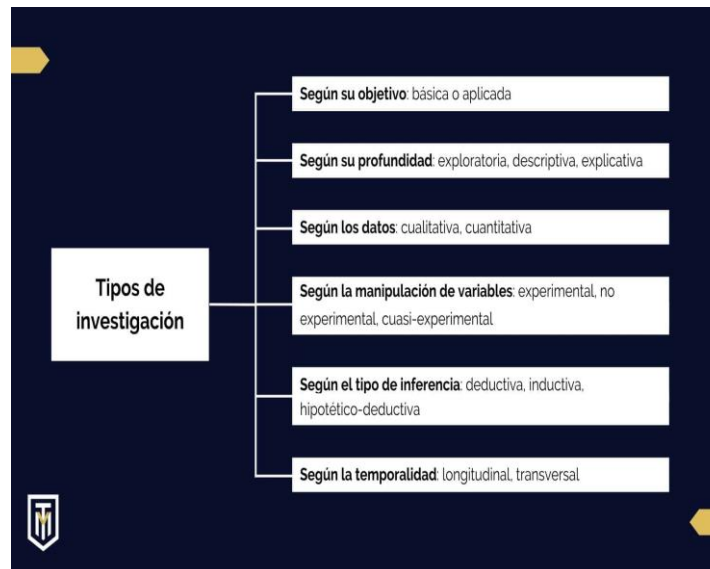 Según su objetivo: básica o aplicada
Según su profundidad: exploratoria, descriptiva, explicativa
Según los datos: cualitativa, cuantitativa
Tipos de
investigación
Según la manipulación de variables: experimental, no
experimental, cuasi-experimental
Según el tipo de inferencia: deductiva, inductiva,
hipotético-deductiva
Según la temporalidad: longitudinal, transversal